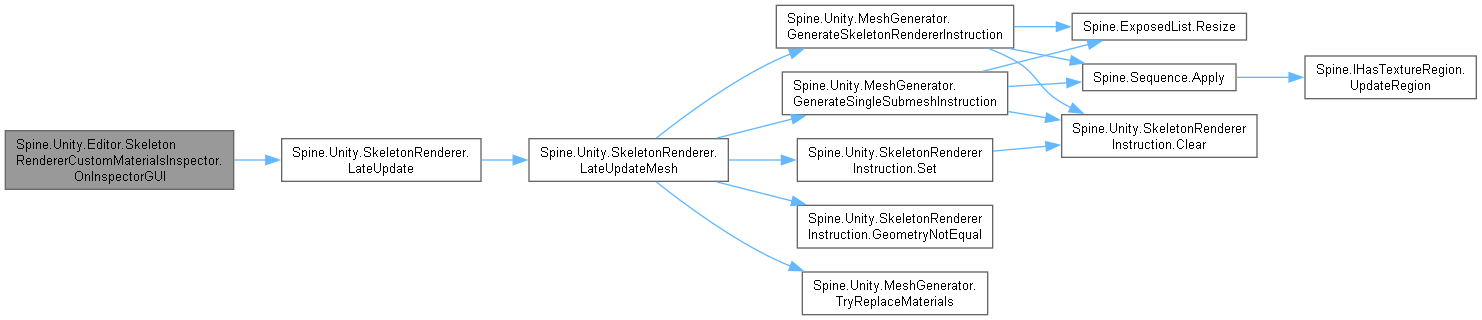 Spine.Unity.Editor.Skeleton
RendererCustomMaterialsInspector.
OnInspectorGUI
Spine.Unity.SkeletonRenderer.
LateUpdate
Spine.Unity.SkeletonRenderer.
LateUpdateMesh
Spine.Unity.MeshGenerator.
GenerateSkeletonRendererInstruction
Spine.Unity.MeshGenerator.
GenerateSingleSubmeshInstruction
Spine.Unity.SkeletonRenderer
Instruction.Set
Spine.Unity.SkeletonRenderer
Instruction.GeometryNotEqual
Spine.Unity.MeshGenerator.
TryReplaceMaterials
Spine.ExposedList.Resize
Spine.Sequence.Apply
Spine.Unity.SkeletonRenderer
Instruction.Clear
Spine.IHasTextureRegion.
UpdateRegion